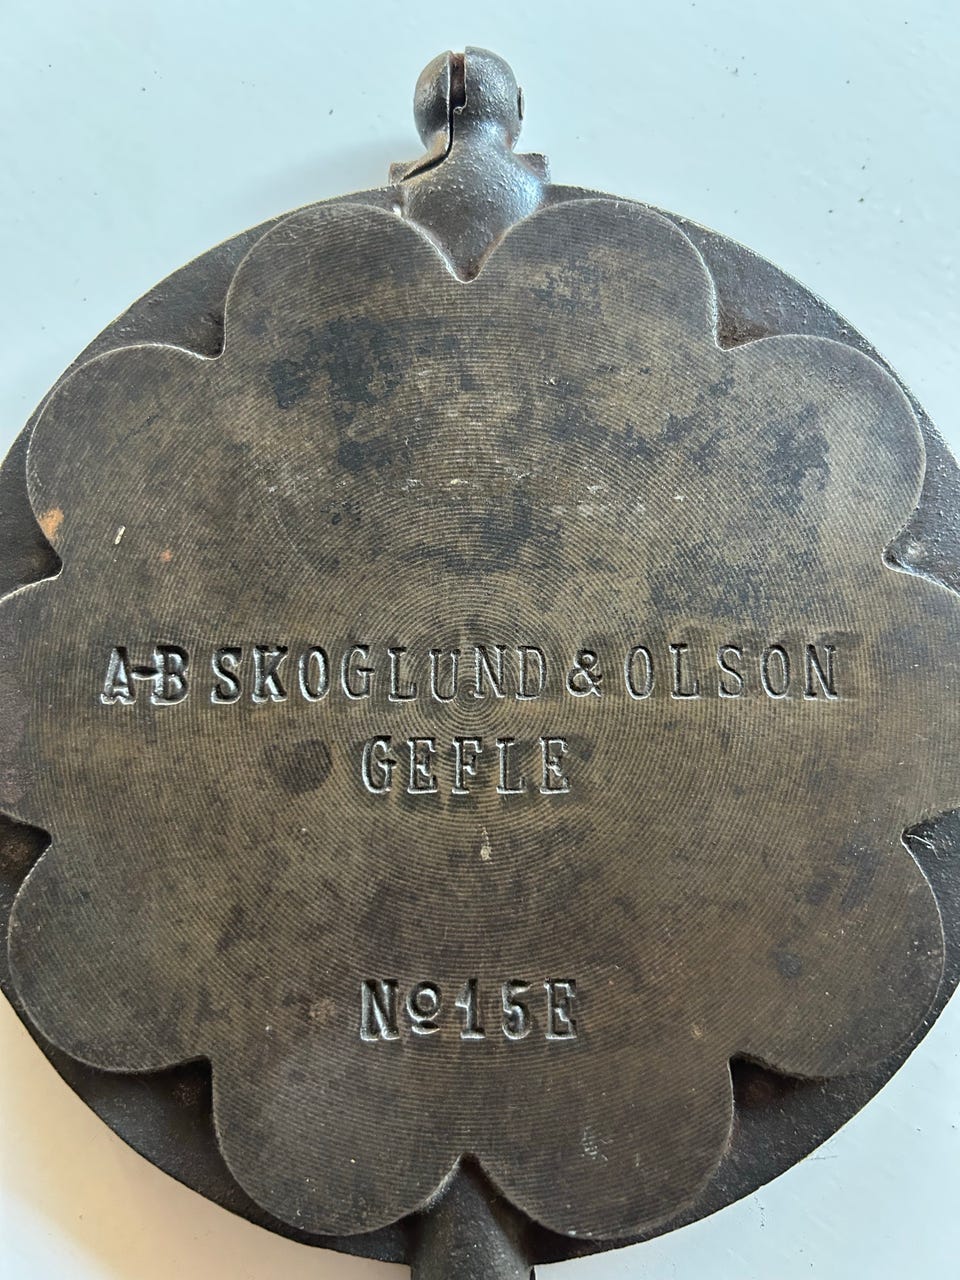 A-B SKOGLUND & OLSON
GEFLE
No 15E